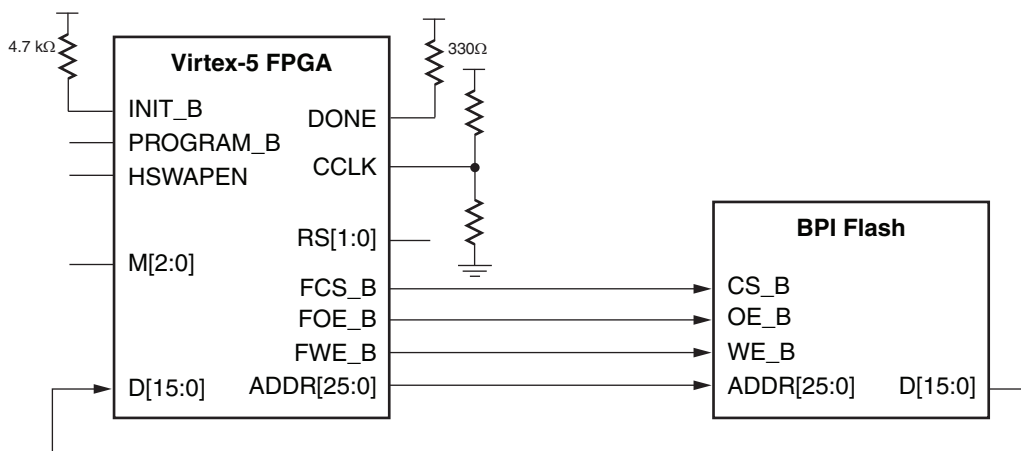 4.7 kΩ
330Ω
Virtex-5 FPGA
INIT_B
DONE
PROGRAM_B
CCLK
HSWAPEN
RS[1:0]
M[2:0]
FCS_B
FOE_B
FWE_B
D[15:0]
ADDR[25:0]
BPI Flash
CS_B
OE_B
WE_B
ADDR[25:0]
D[15:0]